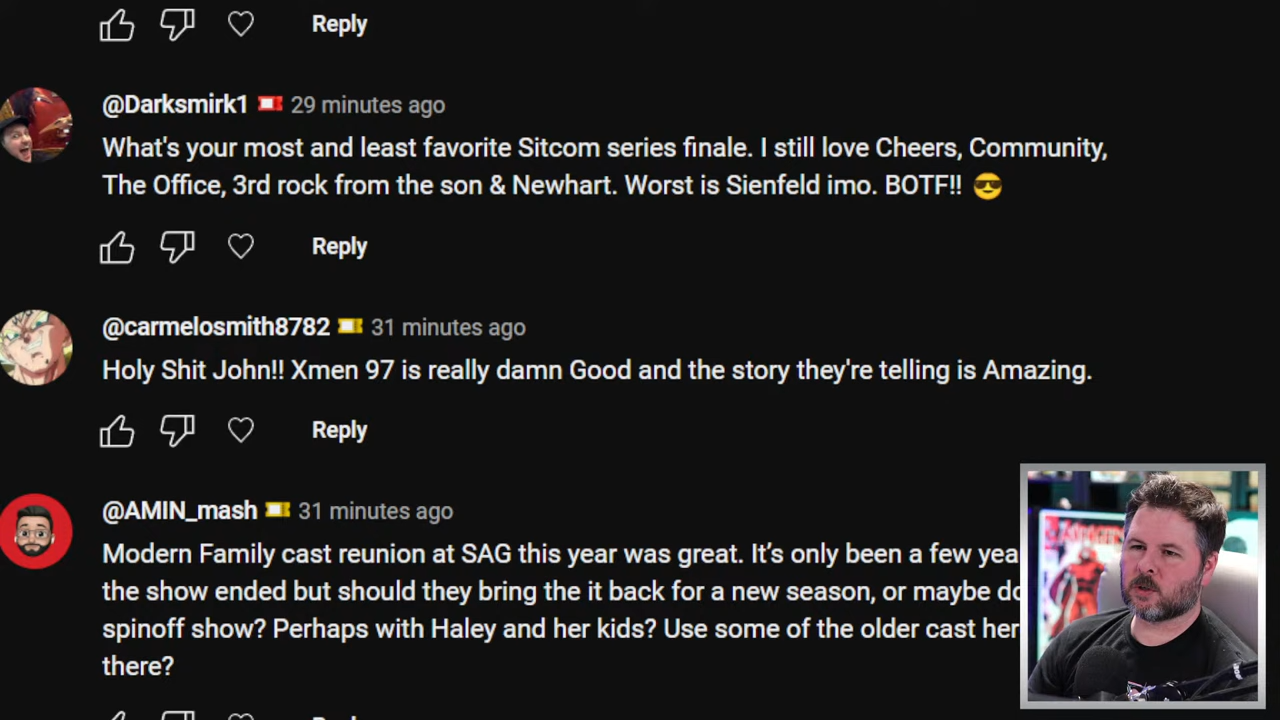 Reply
@Darksmirk1 29 minutes ago
What's your most and least favorite Sitcom series finale. I still love Cheers, Community,
The Office, 3rd rock from the son & Newhart. Worst is Sienfeld imo. BOTF!! 😎
Reply
@carmelosmith8782 31 minutes ago
Holy Shit John!! Xmen 97 is really damn Good and the story they're telling is Amazing.
Reply
@AMIN_mash 31 minutes ago
Modern Family cast reunion at SAG this year was great. It’s only been a few yea
the show ended but should they bring the it back for a new season, or maybe do
spinoff show? Perhaps with Haley and her kids? Use some of the older cast her
there?